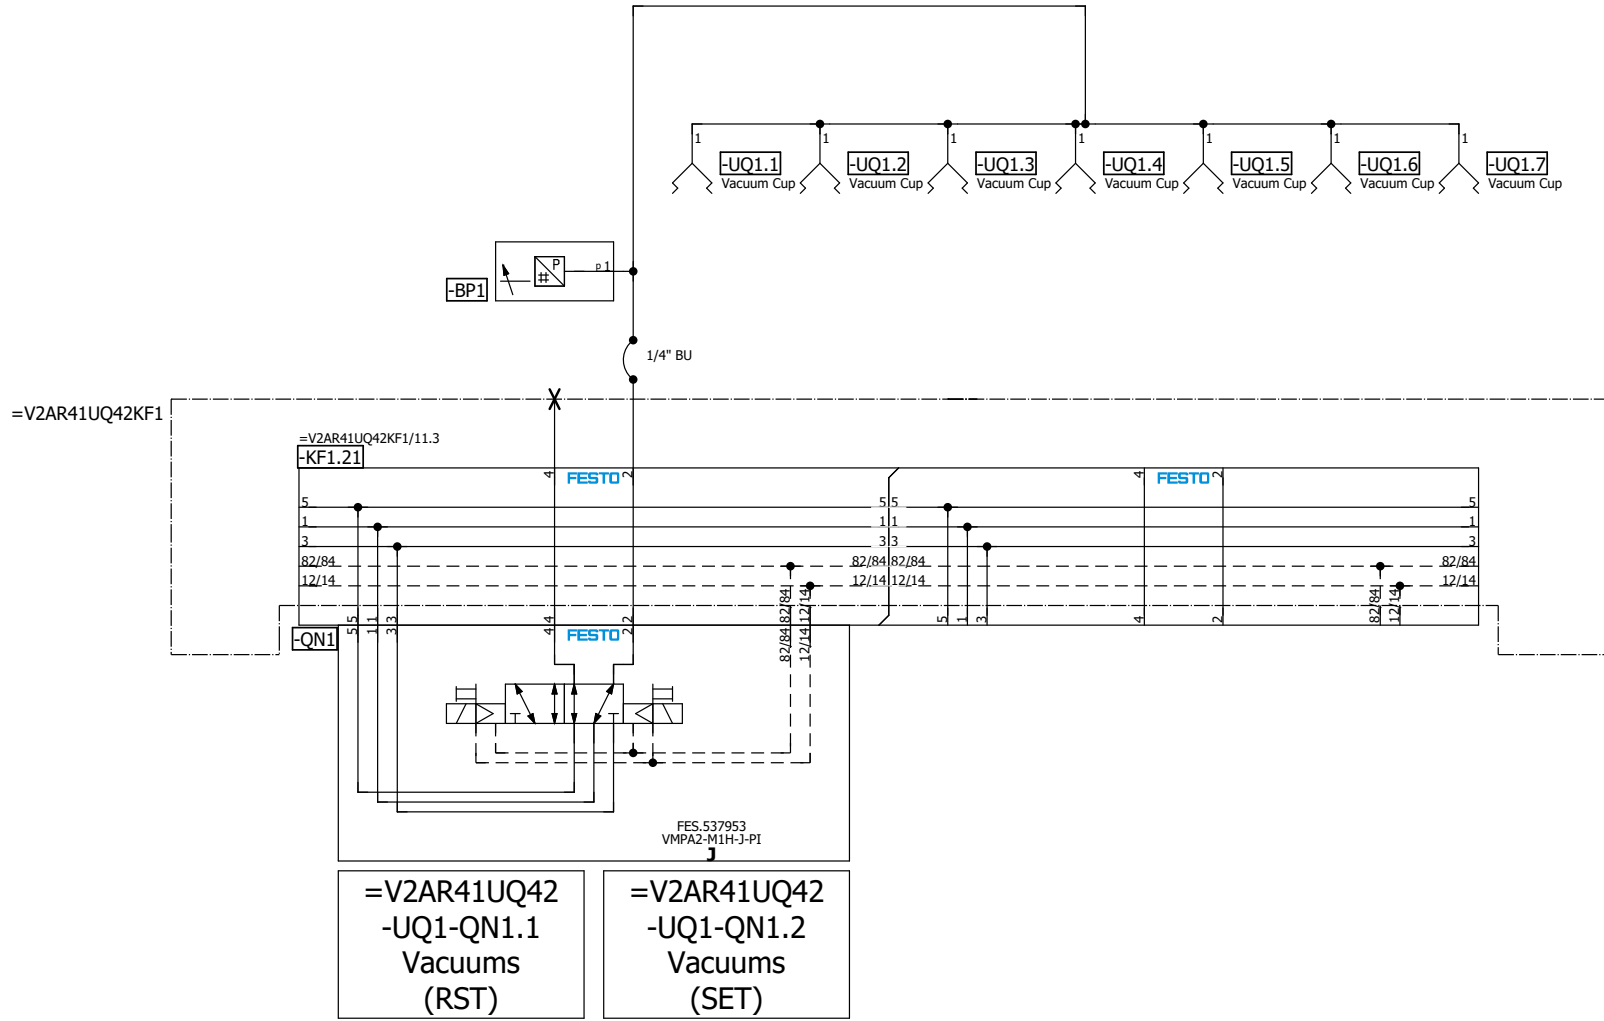 1 1 1 1 1 1 1
-UQ1.1 -UQ1.2 -UQ1.3 -UQ1.4 -UQ1.5 -UQ1.6 -UQ1.7
Vacuum Cup Vacuum Cup Vacuum Cup Vacuum Cup Vacuum Cup Vacuum Cup Vacuum Cup
P
#
p 1
-BP1
1/4" BU
=V2AR41UQ42KF1
=V2AR41UQ42KF1/11.3
-KF1.21
4 FESTO 2 4 FESTO 2
5 5 5 5
1 1 1 1
3 3 3 3
82/84 82/84 82/84 82/84
12/14 12/14 12/14 12/14
5 1 3 4 2 82/84 12/14 5 1 3 4 2 82/84 12/14
-QN1
5 1 3 4 FESTO 2 82/84 12/14
FES.537953
VMPA2-M1H-J-PI
J
=V2AR41UQ42
-UQ1-QN1.1
Vacuums
(RST)
=V2AR41UQ42
-UQ1-QN1.2
Vacuums
(SET)